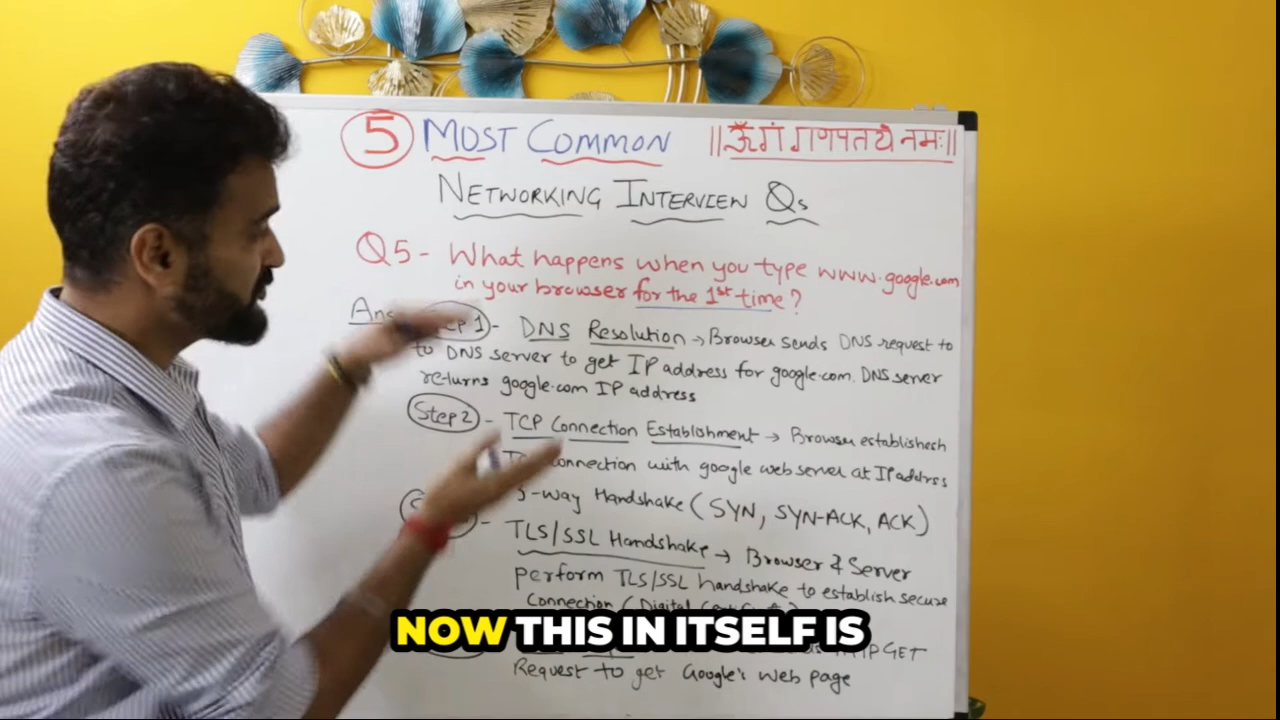 5 MOST COMMON ||ॐ गं गणपतये नमः||
NETWORKING INTERVIEW Qs
Q5 - What happens when you type www.google.com
in your browser for the 1st time?
Ans
Step 1 - DNS Resolution → Browser sends DNS request to
to DNS server to get IP address for google.com. DNS server
returns google.com IP address
Step 2 - TCP Connection Establishment → Browser establishesh
connection with google web server at IP address
3-way Handshake (SYN, SYN-ACK, ACK)
- TLS/SSL Handshake → Browser & Server
perform TLS/SSL handshake to establish secure
Connection (Digital
NOW THIS IN ITSELF IS
HTTP GET
Request to get Google's web page